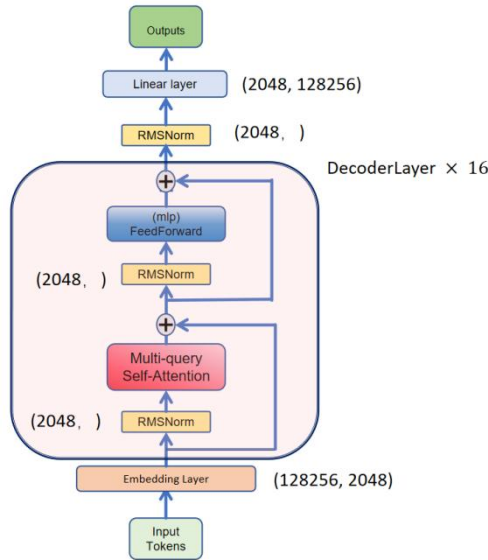 Outputs
Linear layer
(2048, 128256)
RMSNorm
(2048, )
DecoderLayer × 16
(mlp)
FeedForward
(2048, )
RMSNorm
Multi-query
Self-Attention
(2048, )
RMSNorm
Embedding Layer
(128256, 2048)
Input
Tokens